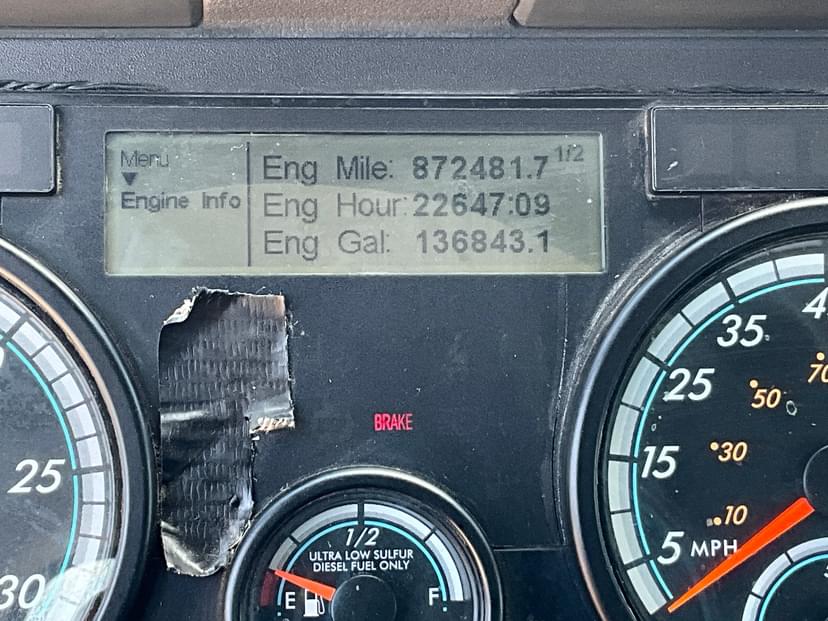 Menu
Engine Info
1/2
Eng Mile: 872481.7
Eng Hour: 22647:09
Eng Gal: 136843.1
BRAKE
25
30
1/2
ULTRA LOW SULFUR
DIESEL FUEL ONLY
E
F
35
25
15
5 MPH
50
30
10